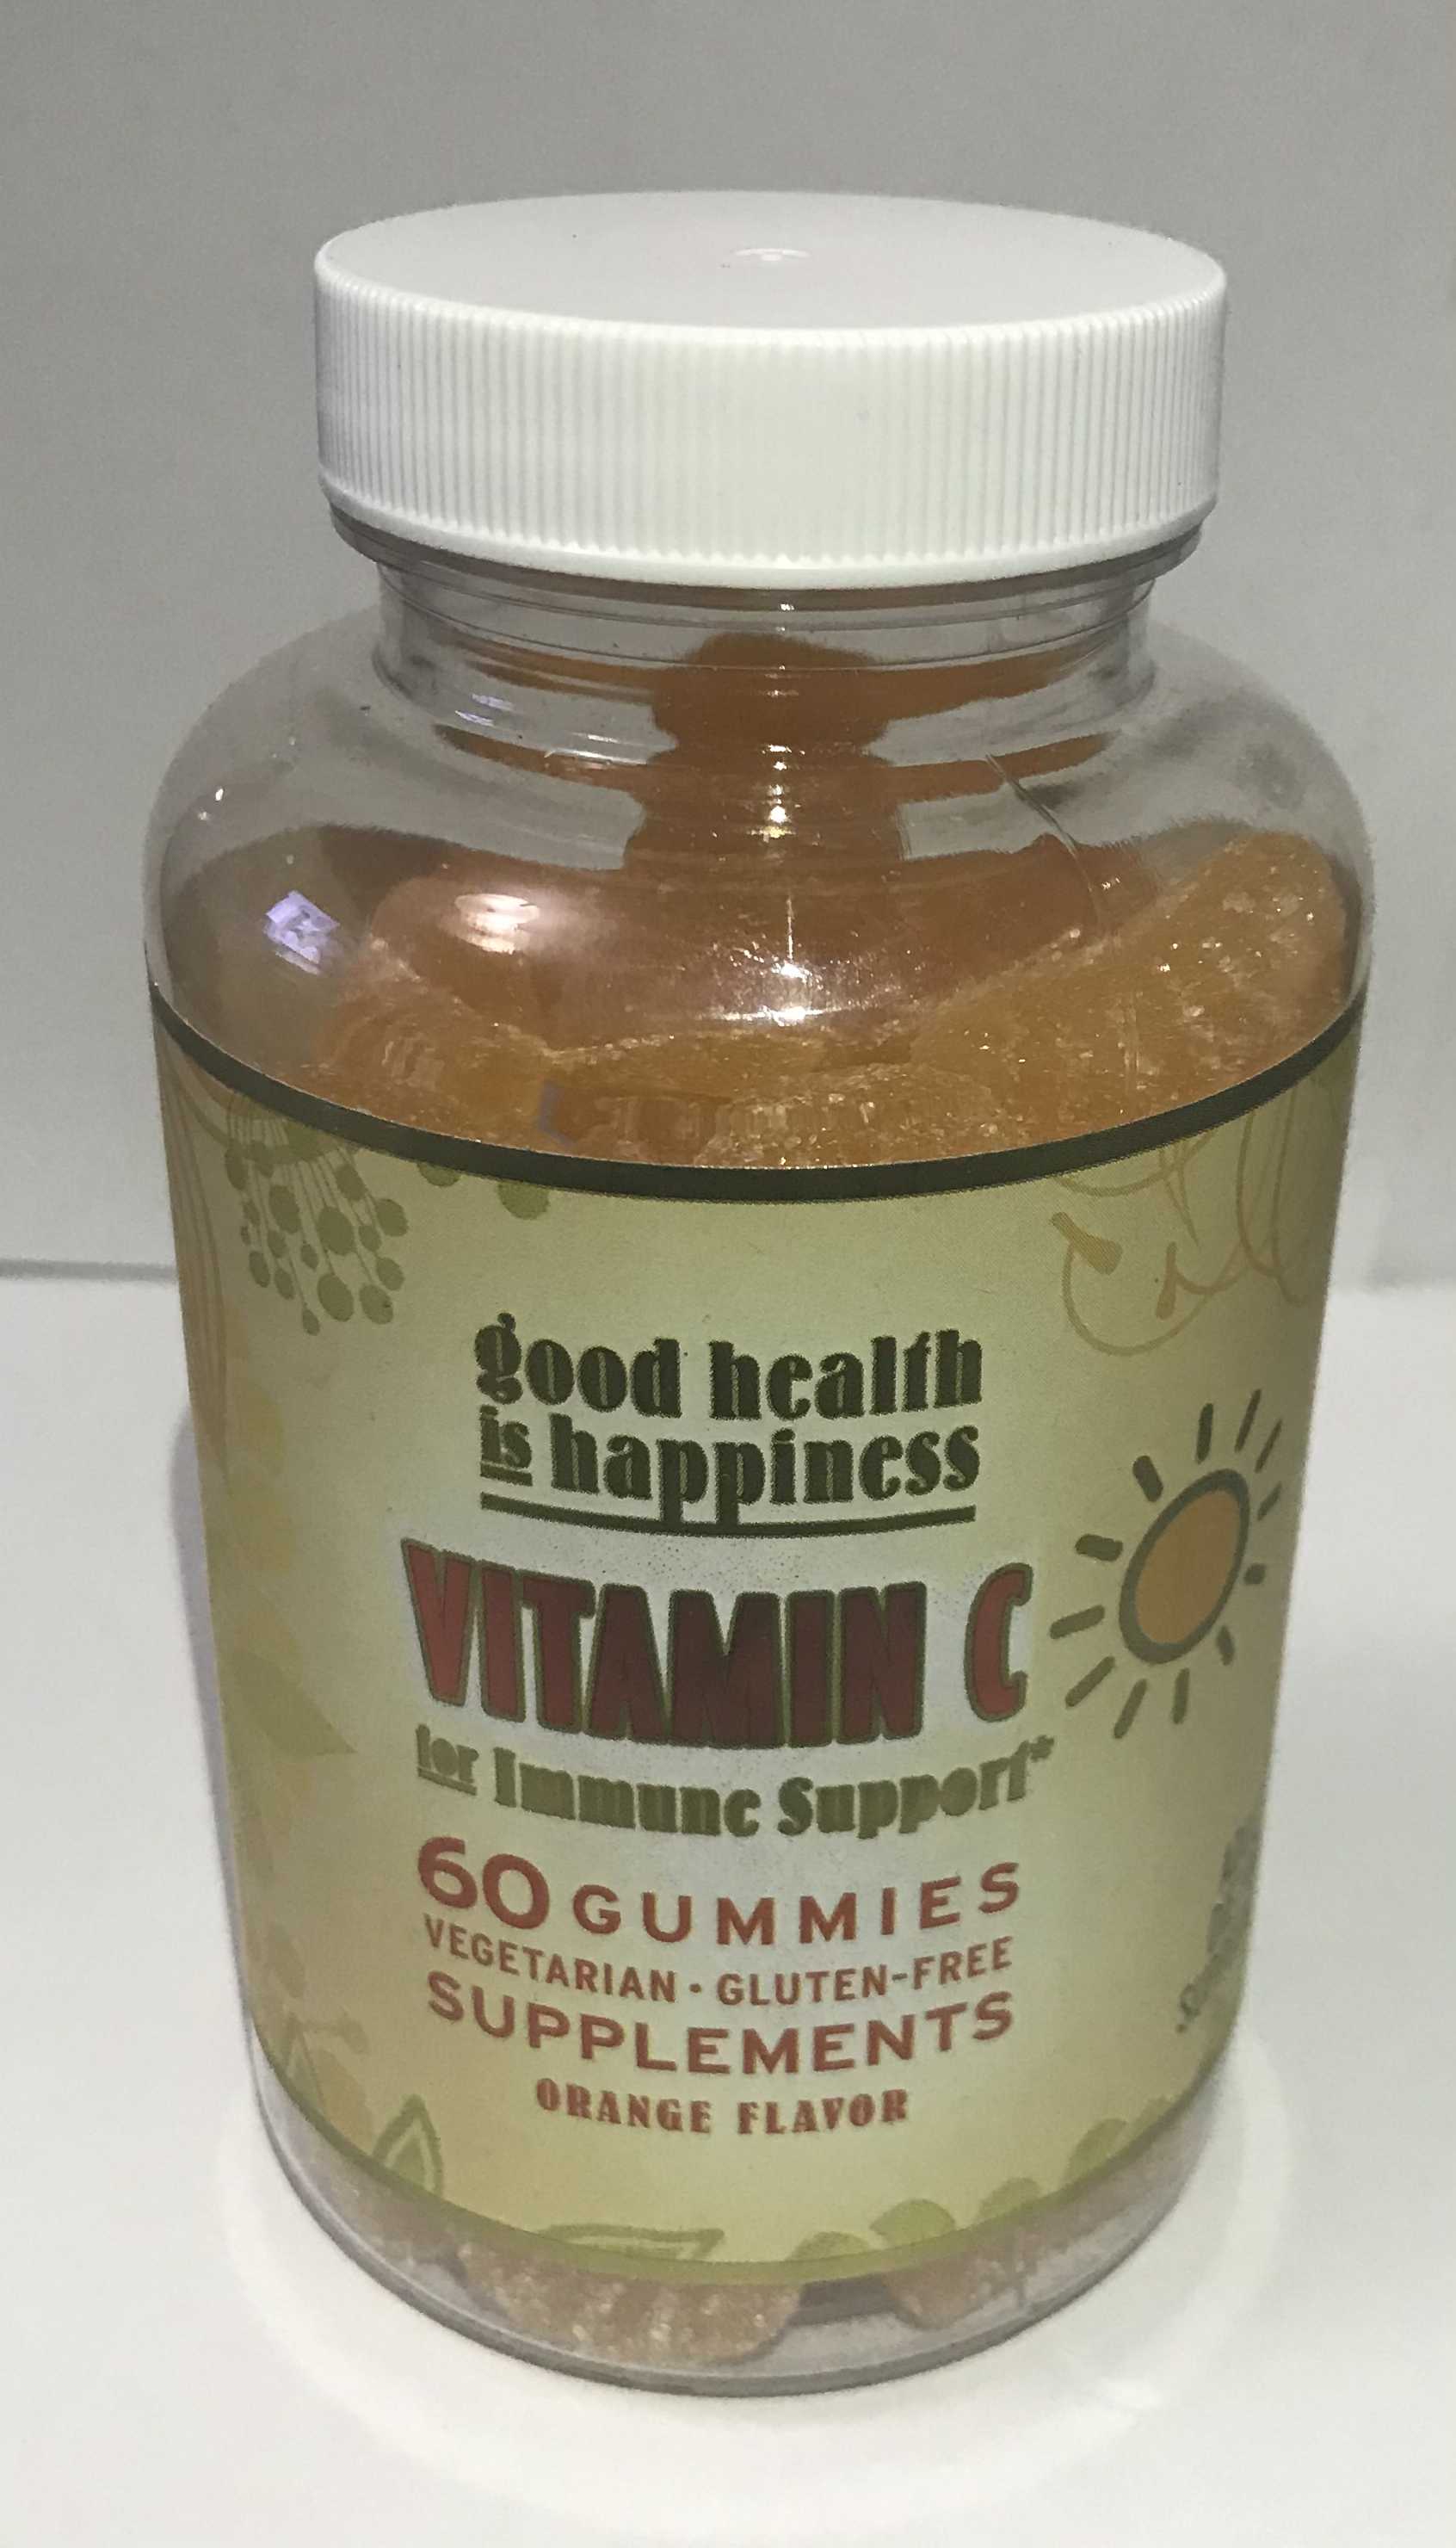 good health
is happiness
VITAMIN C
for Immune Support*
60 GUMMIES
VEGETARIAN • GLUTEN-FREE
SUPPLEMENTS
ORANGE FLAVOR